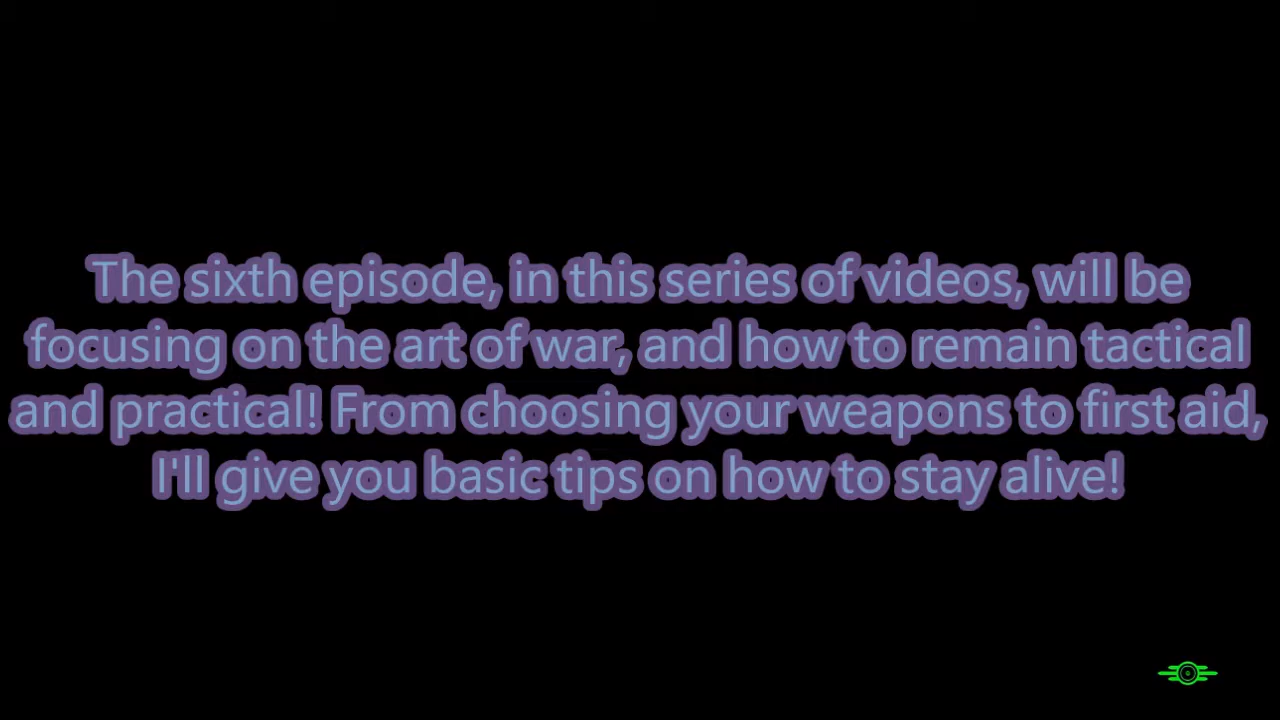 The sixth episode, in this series of videos, will be
focusing on the art of war, and how to remain tactical
and practical! From choosing your weapons to first aid,
I'll give you basic tips on how to stay alive!